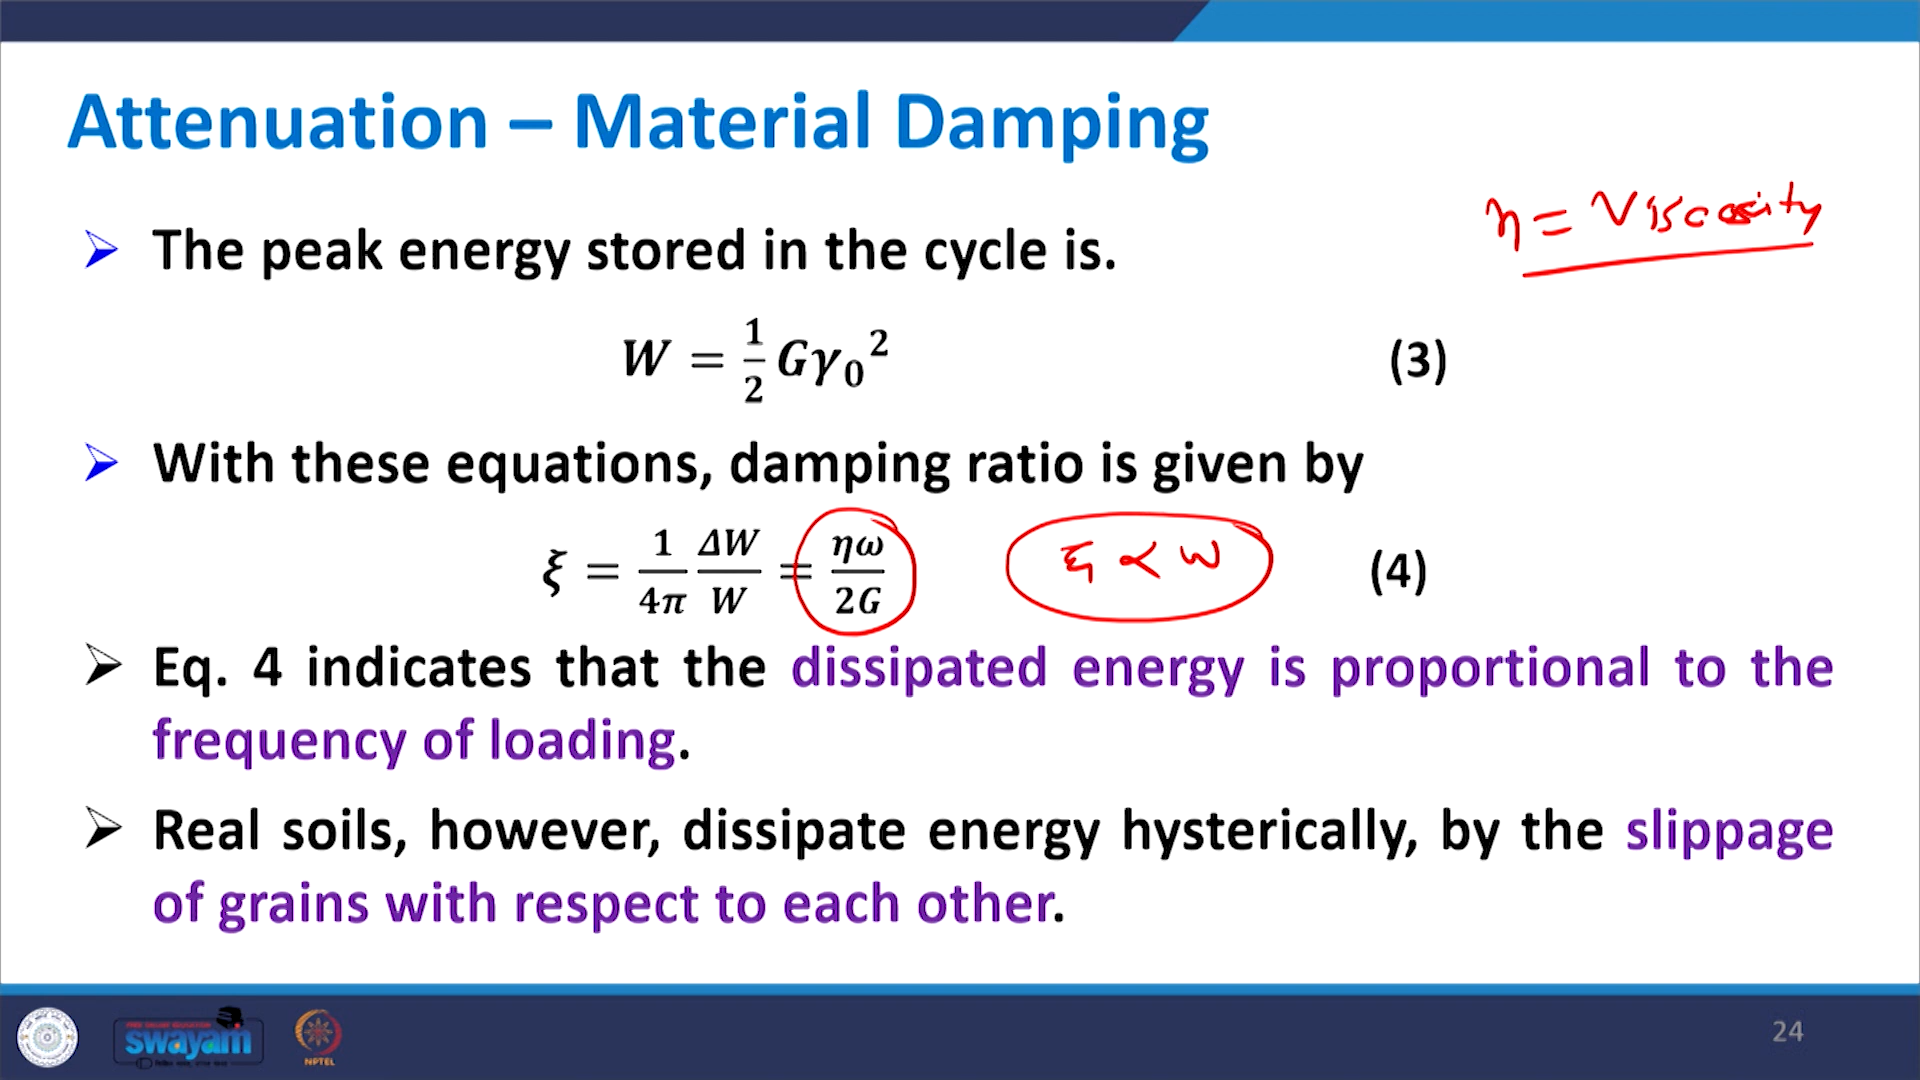 Attenuation – Material Damping
η = Viscosity
The peak energy stored in the cycle is.
W = 1/2 Gγ₀² (3)
With these equations, damping ratio is given by
ξ = 1/4π ΔW/W = ηω/2G ξ ∝ ω (4)
Eq. 4 indicates that the dissipated energy is proportional to the
frequency of loading.
Real soils, however, dissipate energy hysterically, by the slippage
of grains with respect to each other.
swayam
NPTEL
24